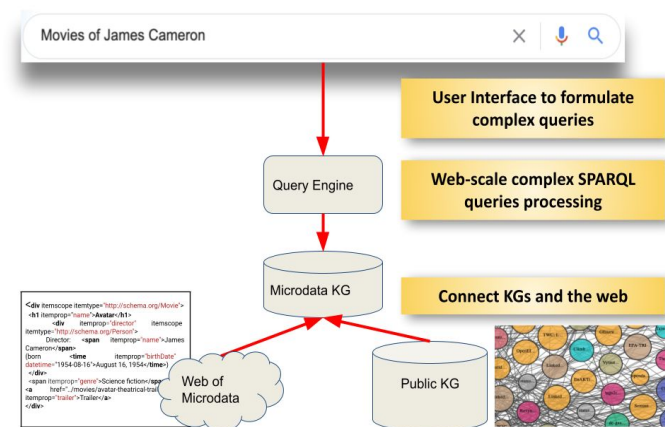 Movies of James Cameron
User Interface to formulate
complex queries
Query Engine
Web-scale complex SPARQL
queries processing
Microdata KG
Connect KGs and the web
<div itemscope itemtype="http://schema.org/Movie">
<h1 itemprop="name">Avatar</h1>
<div itemprop="director" itemscope
itemtype="http://schema.org/Person">
Director: <span itemprop="name">James
Cameron</span>
(born <time itemprop="birthDate"
datetime="1954-08-16">August 16, 1954</time>)
</div>
<span itemprop="genre">Science fiction</span
<a href="../movies/avatar-theatrical-trail
itemprop="trailer">Trailer</a>
</div>
Web of
Microdata
Public KG